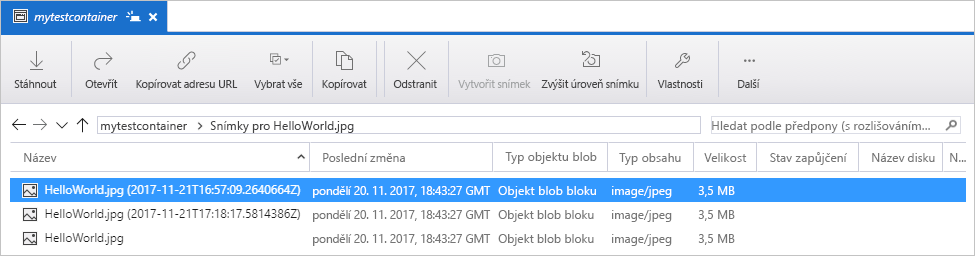 mytestcontainer
Stáhnout Otevřít Kopírovat adresu URL Vybrat vše Kopírovat Odstranit Vytvořit snímek Zvýšit úroveň snímku Vlastnosti Další
mytestcontainer Snímky pro HelloWorld.jpg Hledat podle předpony (s rozlišováním...
Název Poslední změna Typ objektu blob Typ obsahu Velikost Stav zapůjčení Název disku N...
HelloWorld.jpg (2017-11-21T16:57:09.2640664Z) pondělí 20. 11. 2017, 18:43:27 GMT Objekt blob bloku image/jpeg 3,5 MB
HelloWorld.jpg (2017-11-21T17:18:17.5814386Z) pondělí 20. 11. 2017, 18:43:27 GMT Objekt blob bloku image/jpeg 3,5 MB
HelloWorld.jpg pondělí 20. 11. 2017, 18:43:27 GMT Objekt blob bloku image/jpeg 3,5 MB